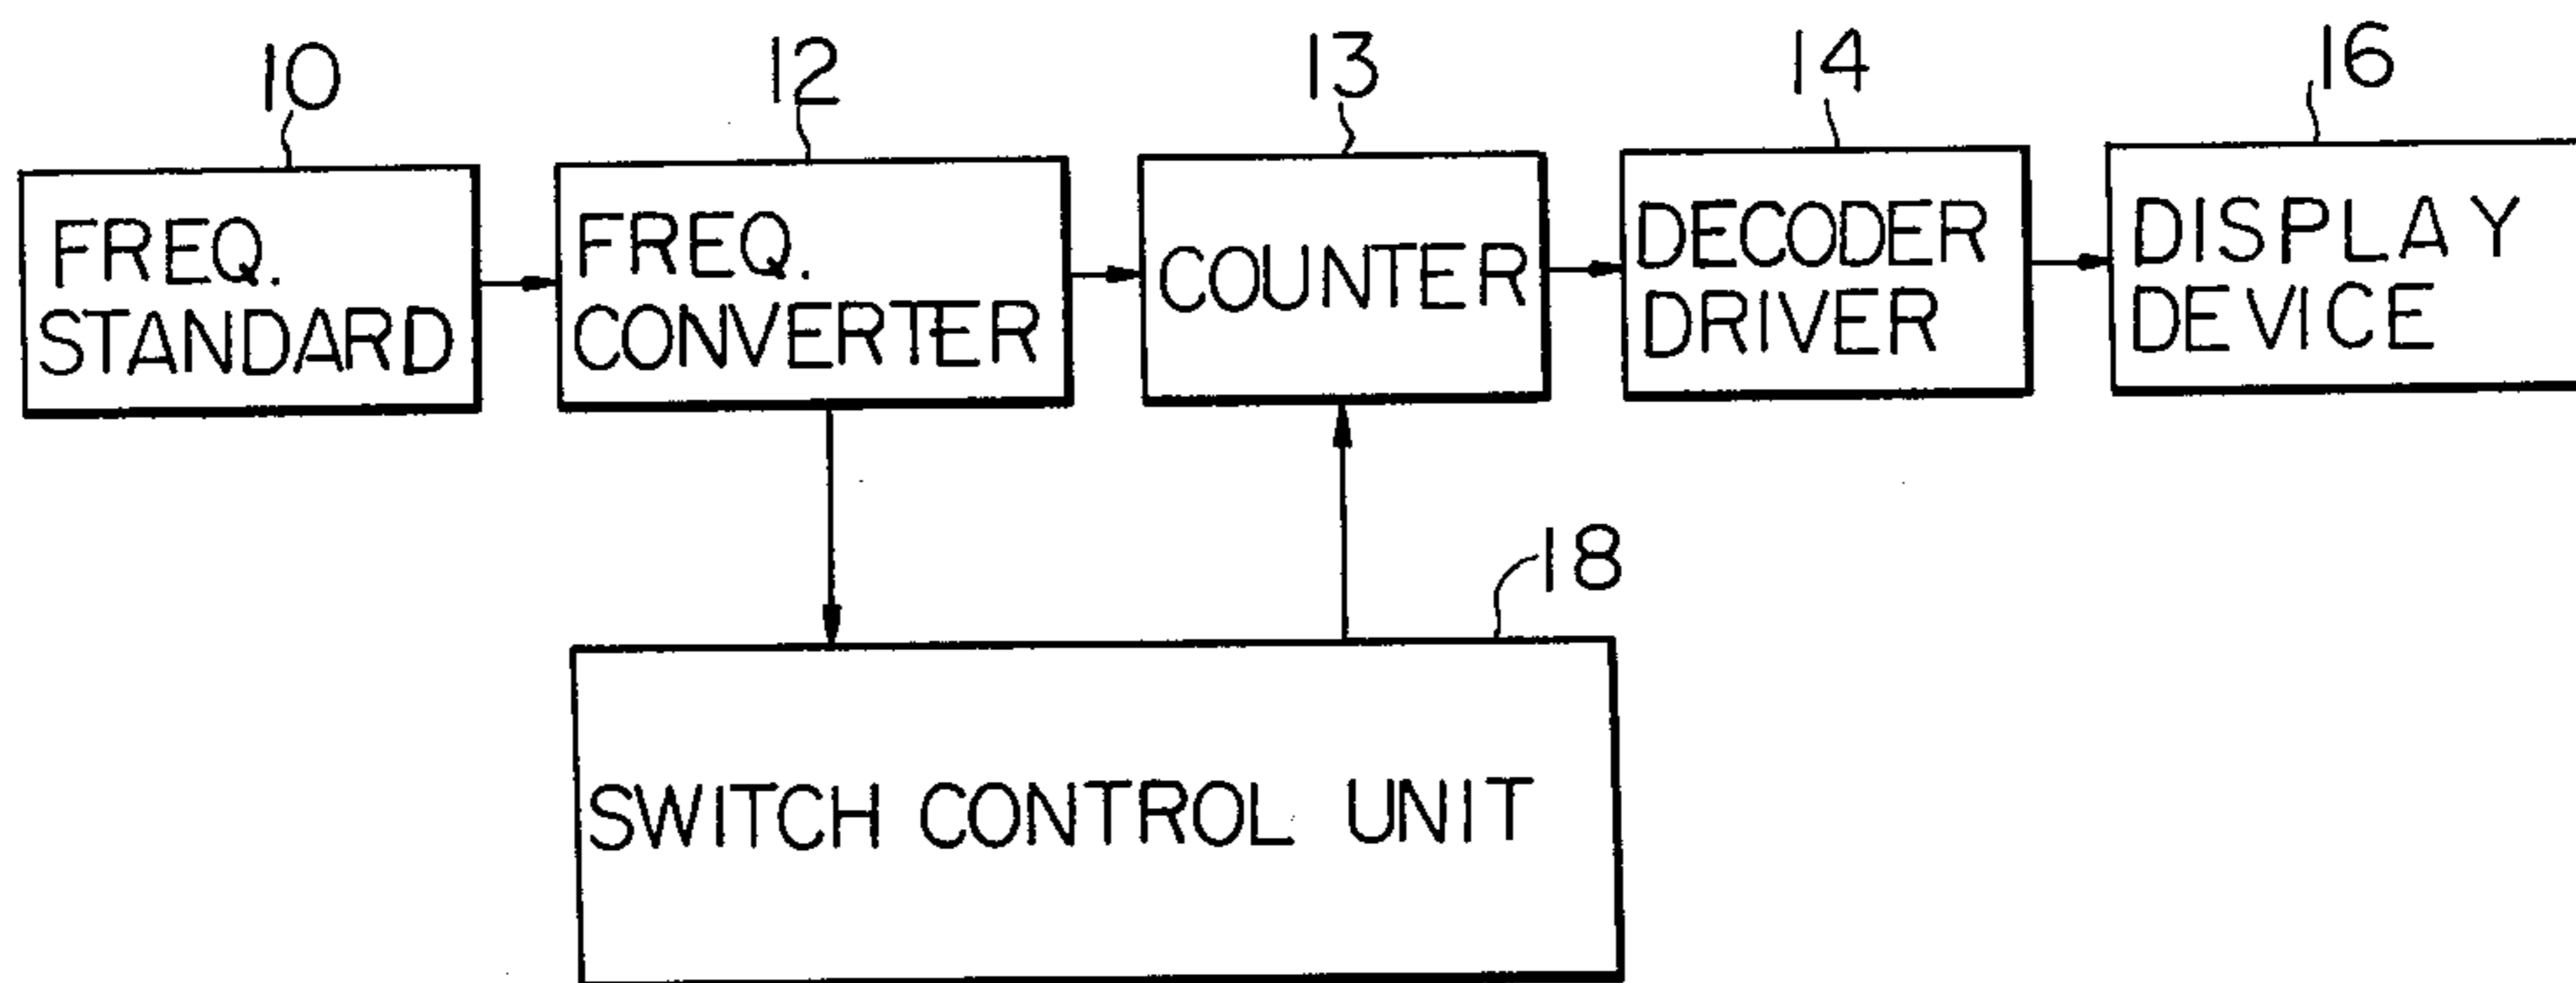 10
12
13
14
16
FREQ.
STANDARD
FREQ.
CONVERTER
COUNTER
DECODER
DRIVER
DISPLAY
DEVICE
18
SWITCH CONTROL UNIT